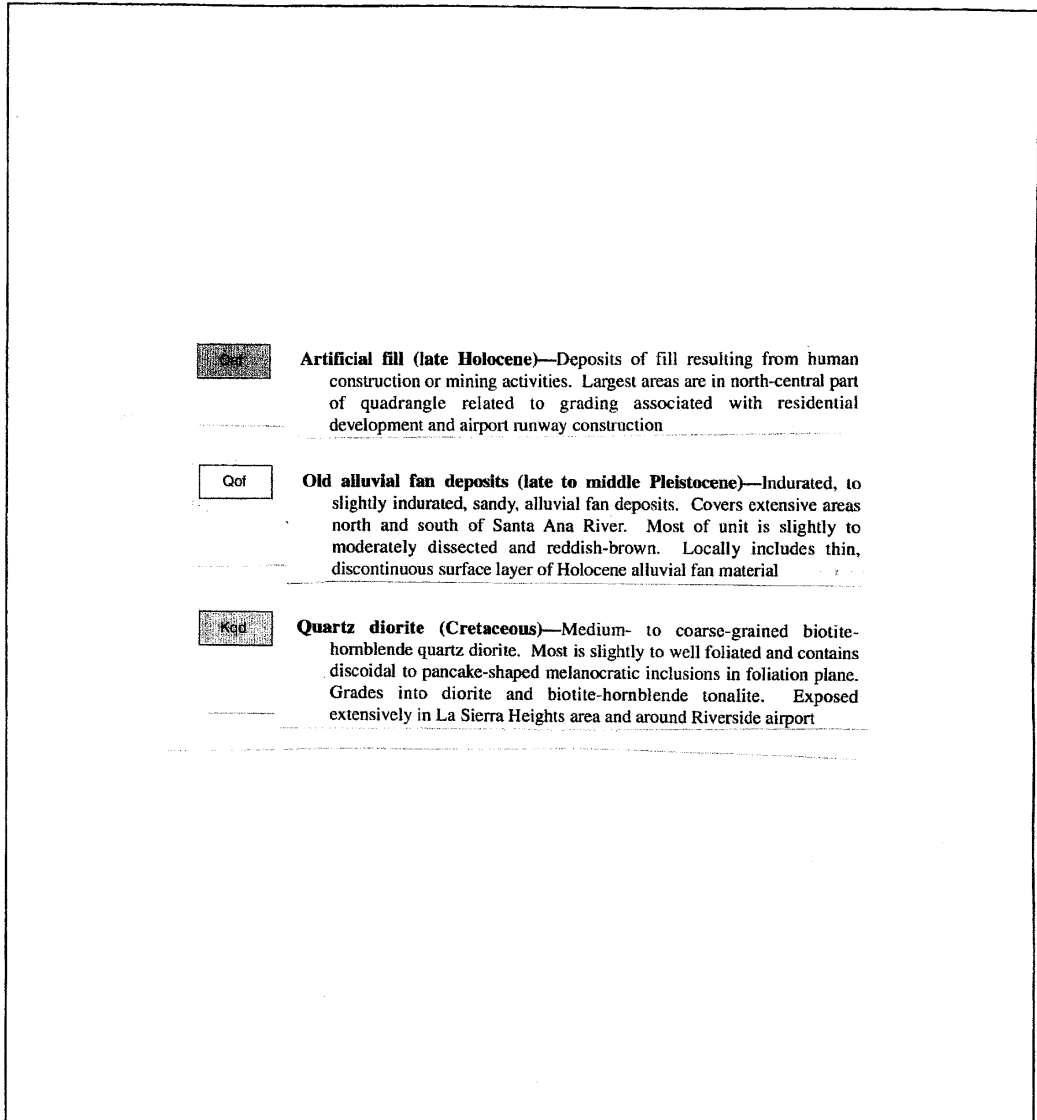 Qaf
Artificial fill (late Holocene)—Deposits of fill resulting from human
construction or mining activities. Largest areas are in north-central part
of quadrangle related to grading associated with residential
development and airport runway construction
Qof
Old alluvial fan deposits (late to middle Pleistocene)—Indurated, to
slightly indurated, sandy, alluvial fan deposits. Covers extensive areas
north and south of Santa Ana River. Most of unit is slightly to
moderately dissected and reddish-brown. Locally includes thin,
discontinuous surface layer of Holocene alluvial fan material
Kqd
Quartz diorite (Cretaceous)—Medium- to coarse-grained biotite-
hornblende quartz diorite. Most is slightly to well foliated and contains
discoidal to pancake-shaped melanocratic inclusions in foliation plane.
Grades into diorite and biotite-hornblende tonalite. Exposed
extensively in La Sierra Heights area and around Riverside airport